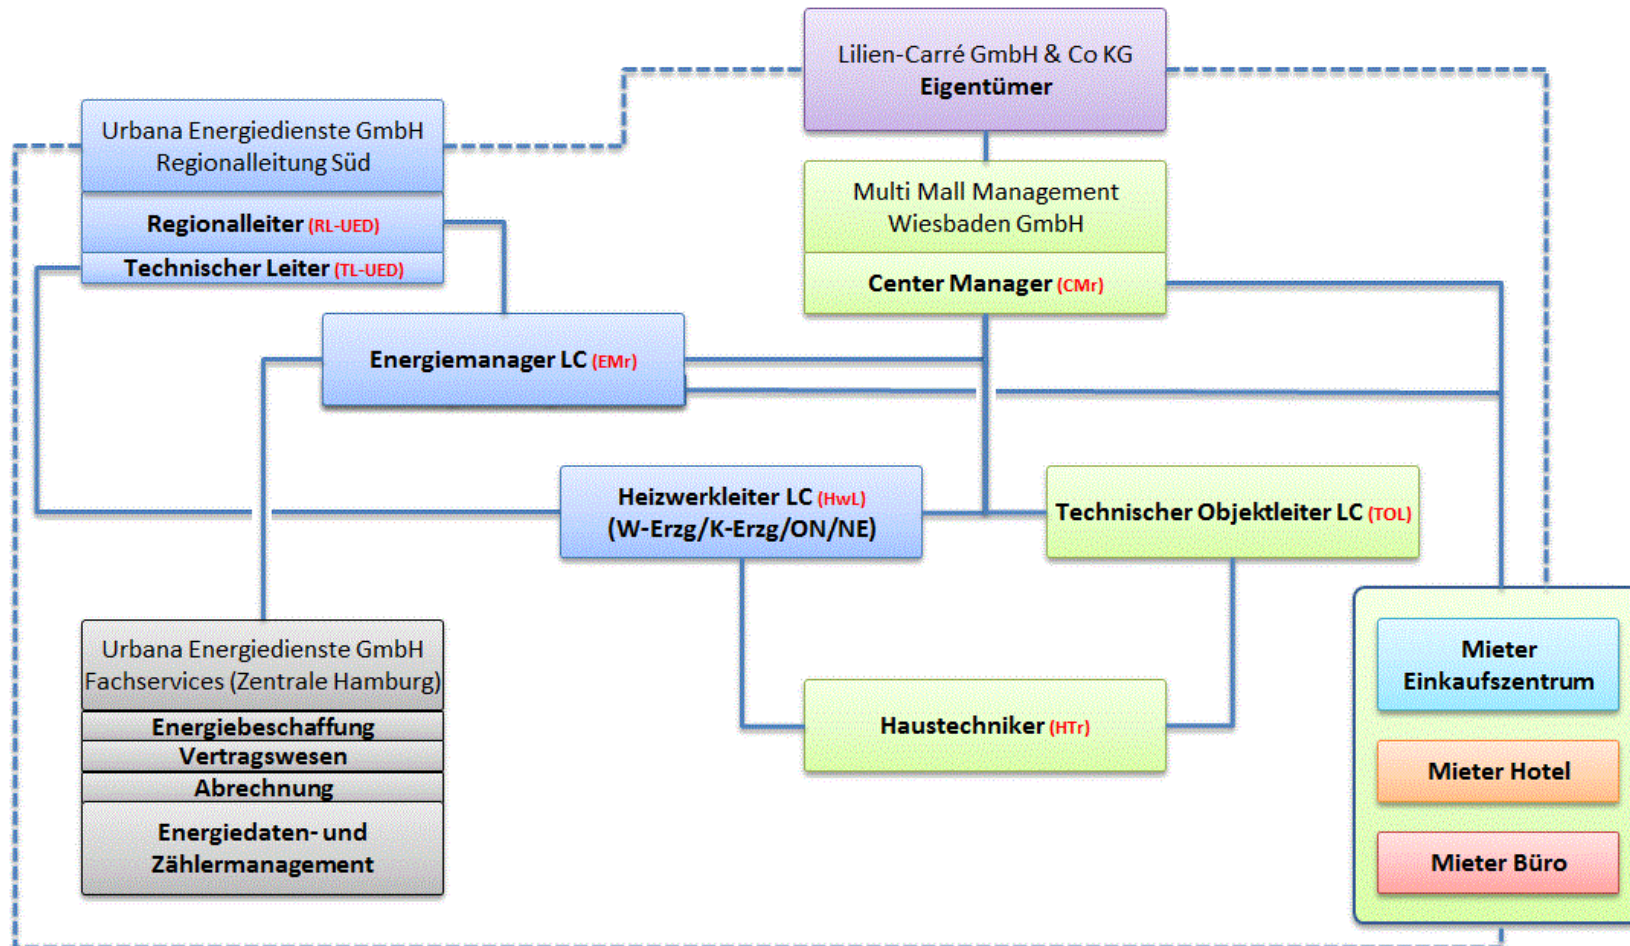 Lilien-Carré GmbH & Co KG
Eigentümer
Urbana Energiedienste GmbH
Regionalleitung Süd
Regionalleiter (RL-UED)
Technischer Leiter (TL-UED)
Multi Mall Management
Wiesbaden GmbH
Center Manager (CMr)
Energiemanager LC (EMr)
Heizwerkleiter LC (HwL)
(W-Erzg/K-Erzg/ON/NE)
Technischer Objektleiter LC (TOL)
Urbana Energiedienste GmbH
Fachservices (Zentrale Hamburg)
Energiebeschaffung
Vertragswesen
Abrechnung
Energiedaten- und
Zählermanagement
Haustechniker (HTr)
Mieter
Einkaufszentrum
Mieter Hotel
Mieter Büro